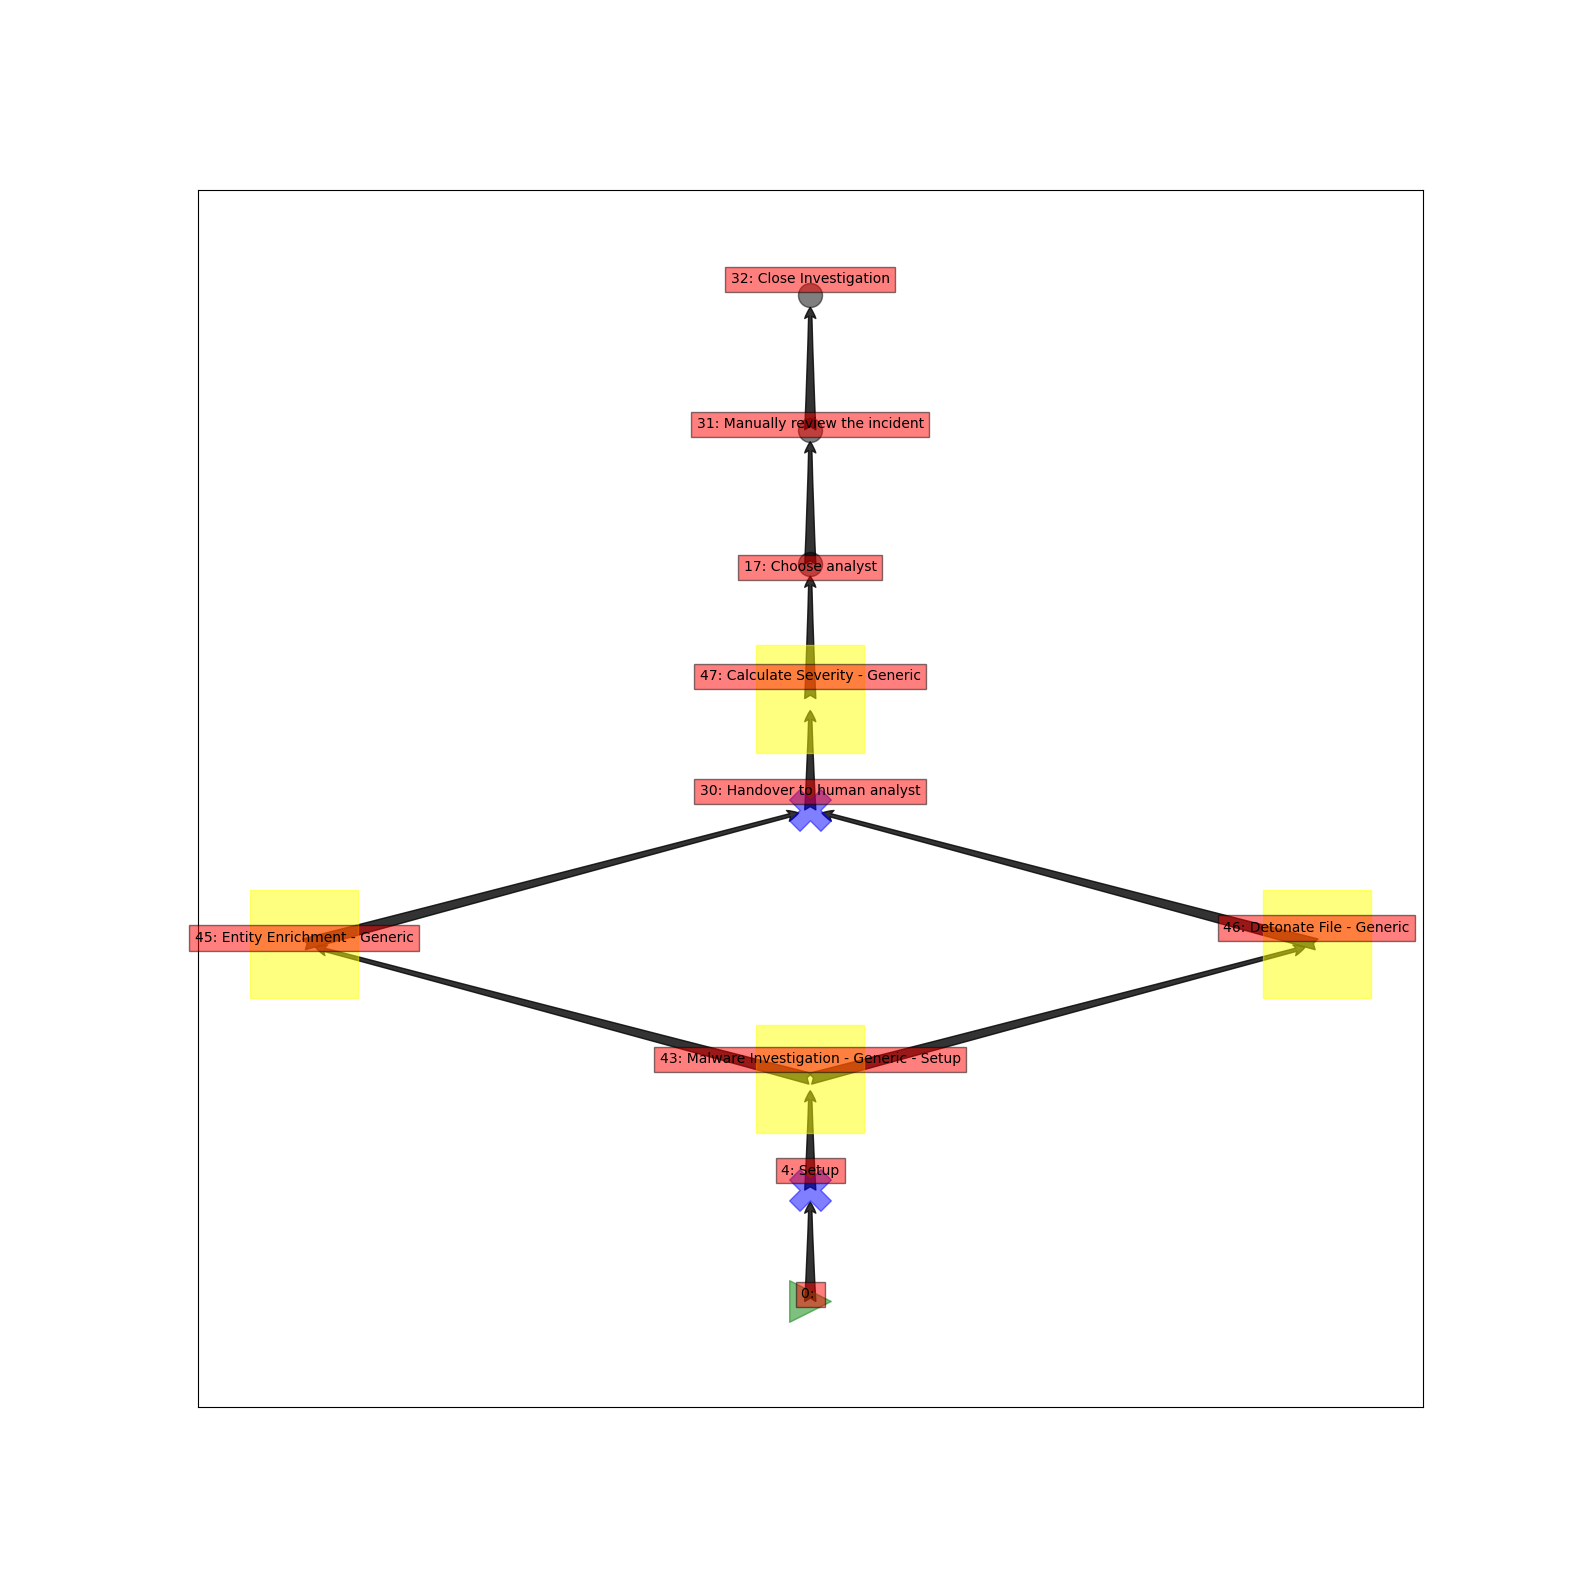 32: Close Investigation
31: Manually review the incident
17: Choose analyst
47: Calculate Severity - Generic
30: Handover to human analyst
46: Detonate File - Generic
45: Entity Enrichment - Generic
43: Malware Investigation - Generic - Setup
4: Setup
0: